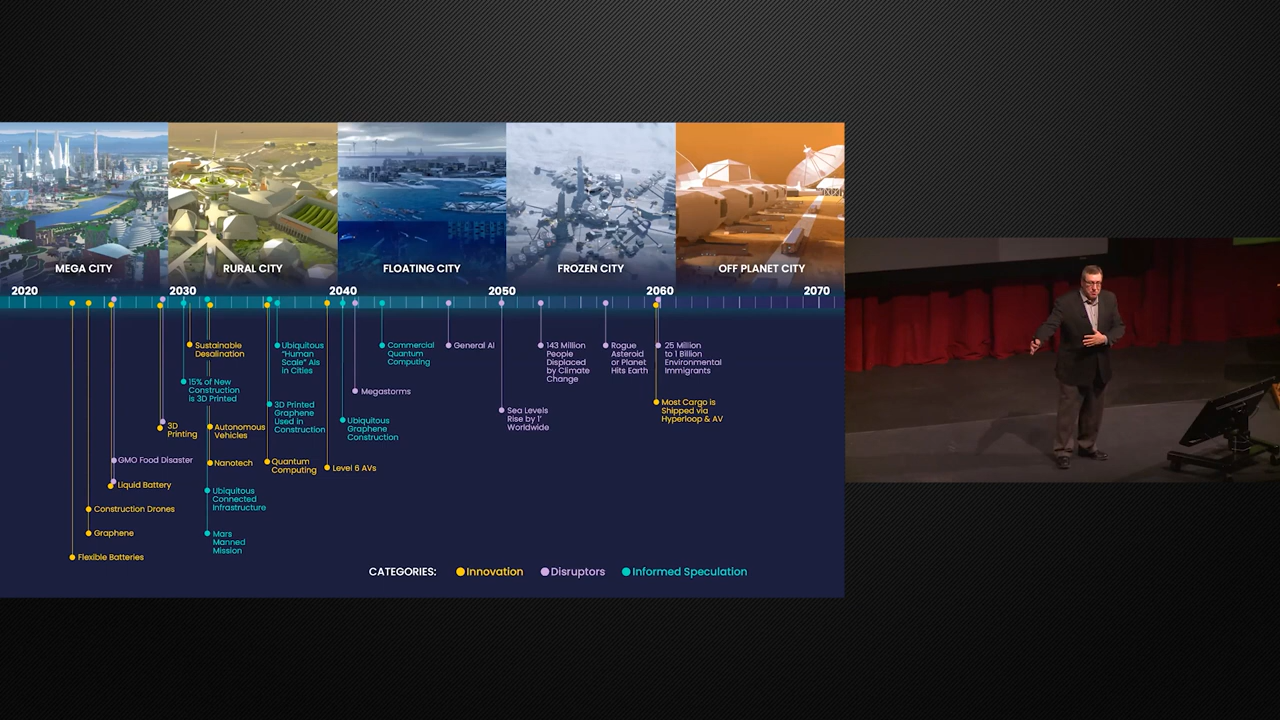 MEGA CITY
RURAL CITY
FLOATING CITY
FROZEN CITY
OFF PLANET CITY
2020
2030
2040
2050
2060
2070
Sustainable
Desalination
15% of New
Construction
is 3D Printed
3D
Printing
GMO Food Disaster
Liquid Battery
Construction Drones
Graphene
Flexible Batteries
Autonomous
Vehicles
Nanotech
Ubiquitous
Connected
Infrastructure
Mars
Manned
Mission
Ubiquitous
"Human
Scale" AIs
in Cities
3D Printed
Graphene
Used in
Construction
Quantum
Computing
Level 6 AVs
Commercial
Quantum
Computing
Megastorms
Ubiquitous
Graphene
Construction
General AI
Sea Levels
Rise by 1'
Worldwide
143 Million
People
Displaced
by Climate
Change
Rogue
Asteroid
or Planet
Hits Earth
25 Million
to 1 Billion
Environmental
Immigrants
Most Cargo is
Shipped via
Hyperloop & AV
CATEGORIES:
Innovation
Disruptors
Informed Speculation